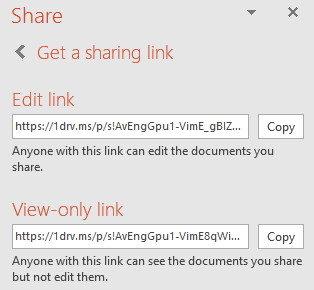 Share
Get a sharing link
Edit link
https://1drv.ms/p/s!AvEngGpu1-VimE_gBIZ... Copy
Anyone with this link can edit the documents you
share.
View-only link
https://1drv.ms/p/s!AvEngGpu1-VimE8qWi... Copy
Anyone with this link can see the documents you share
but not edit them.